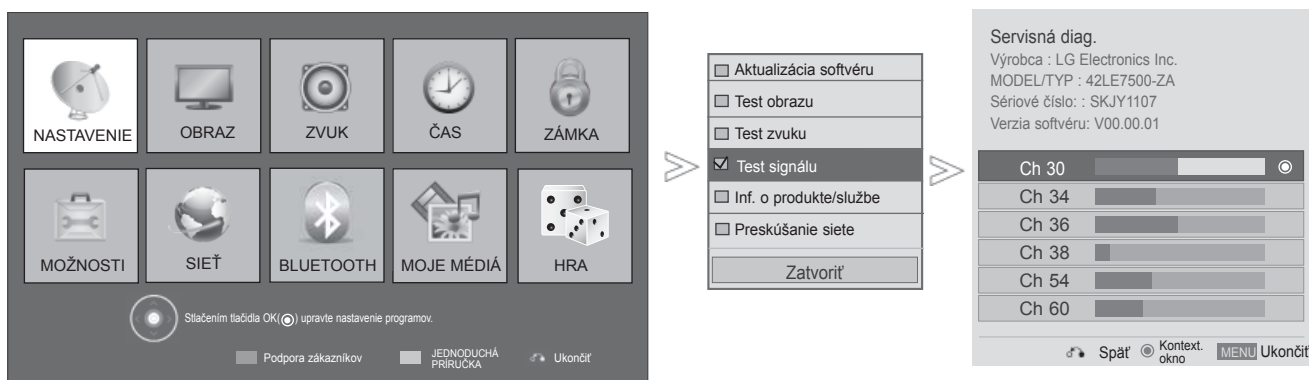 NASTAVENIE
OBRAZ
ZVUK
ČAS
ZÁMKA
MOŽNOSTI
SIEŤ
BLUETOOTH
MOJE MÉDIÁ
HRA
Stlačením tlačidla OK(◉) upravte nastavenie programov.
Podpora zákazníkov
JEDNODUCHÁ
PRÍRUČKA
Ukončiť
Aktualizácia softvéru
Test obrazu
Test zvuku
Test signálu
Inf. o produkte/službe
Preskúšanie siete
Zatvoriť
Servisná diag.
Výrobca : LG Electronics Inc.
MODEL/TYP : 42LE7500-ZA
Sériové číslo: : SKJY1107
Verzia softvéru: V00.00.01
Ch 30
Ch 34
Ch 36
Ch 38
Ch 54
Ch 60
Späť
Kontext.
okno
MENU Ukončiť